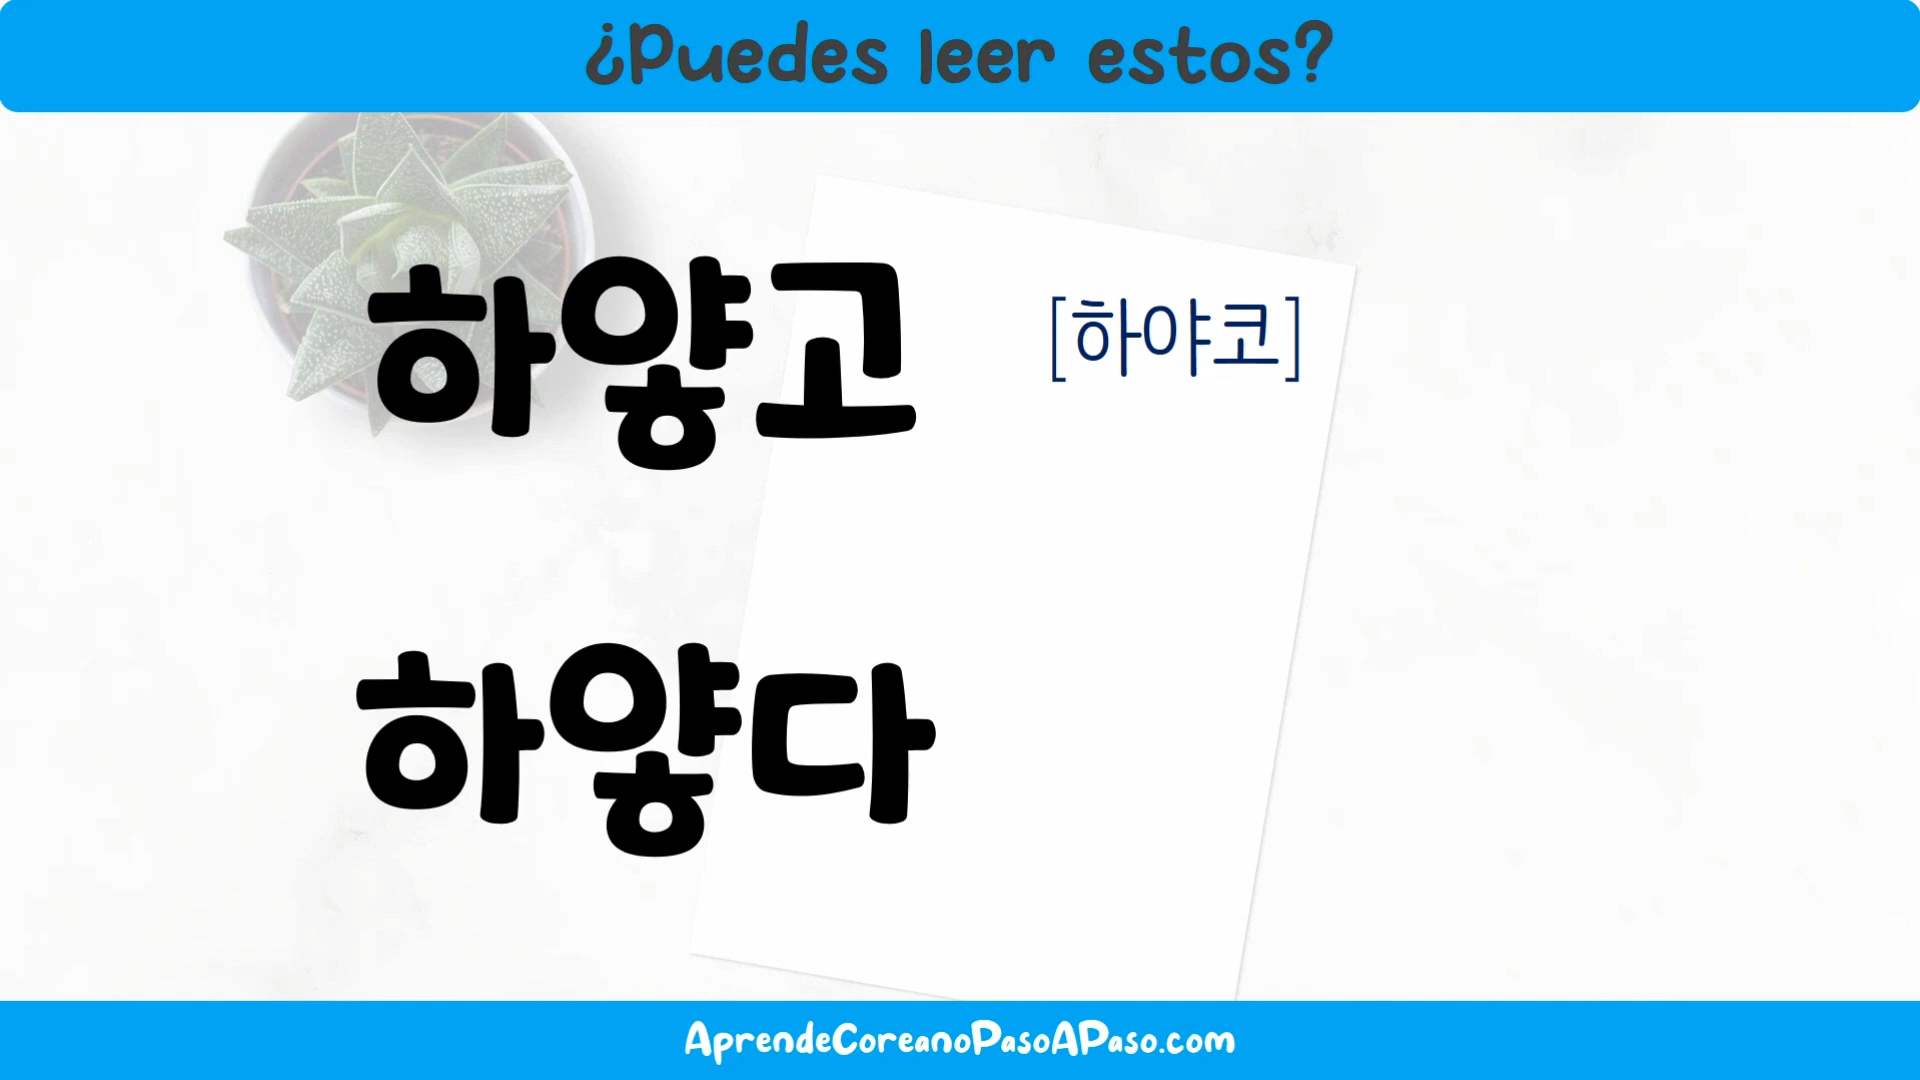 ¿Puedes leer estos?
하얗고 [하야코]
하얗다
AprendeCoreanoPasoAPaso.com